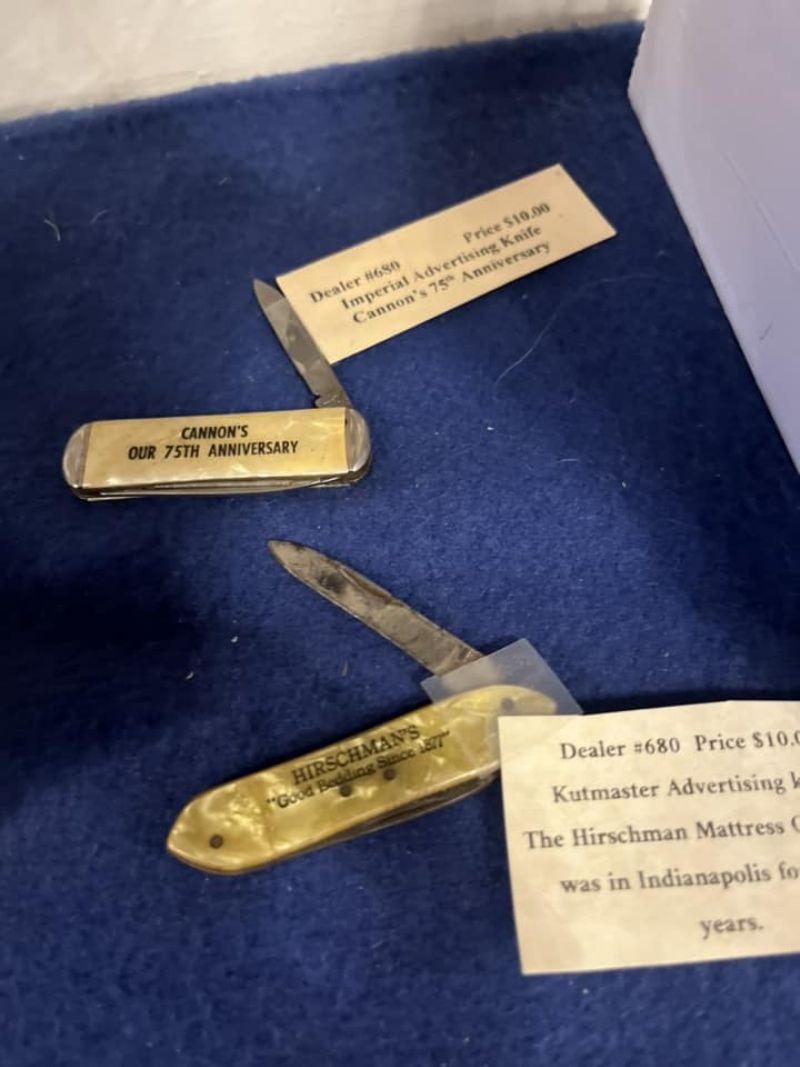 Dealer #680 Price $10.00
Imperial Advertising Knife
Cannon's 75th Anniversary
CANNON'S
OUR 75TH ANNIVERSARY
HIRSCHMAN'S
"Good Bedding Since 1877"
Dealer #680 Price $10.0
Kutmaster Advertising
The Hirschman Mattress
was in Indianapolis fo
years.